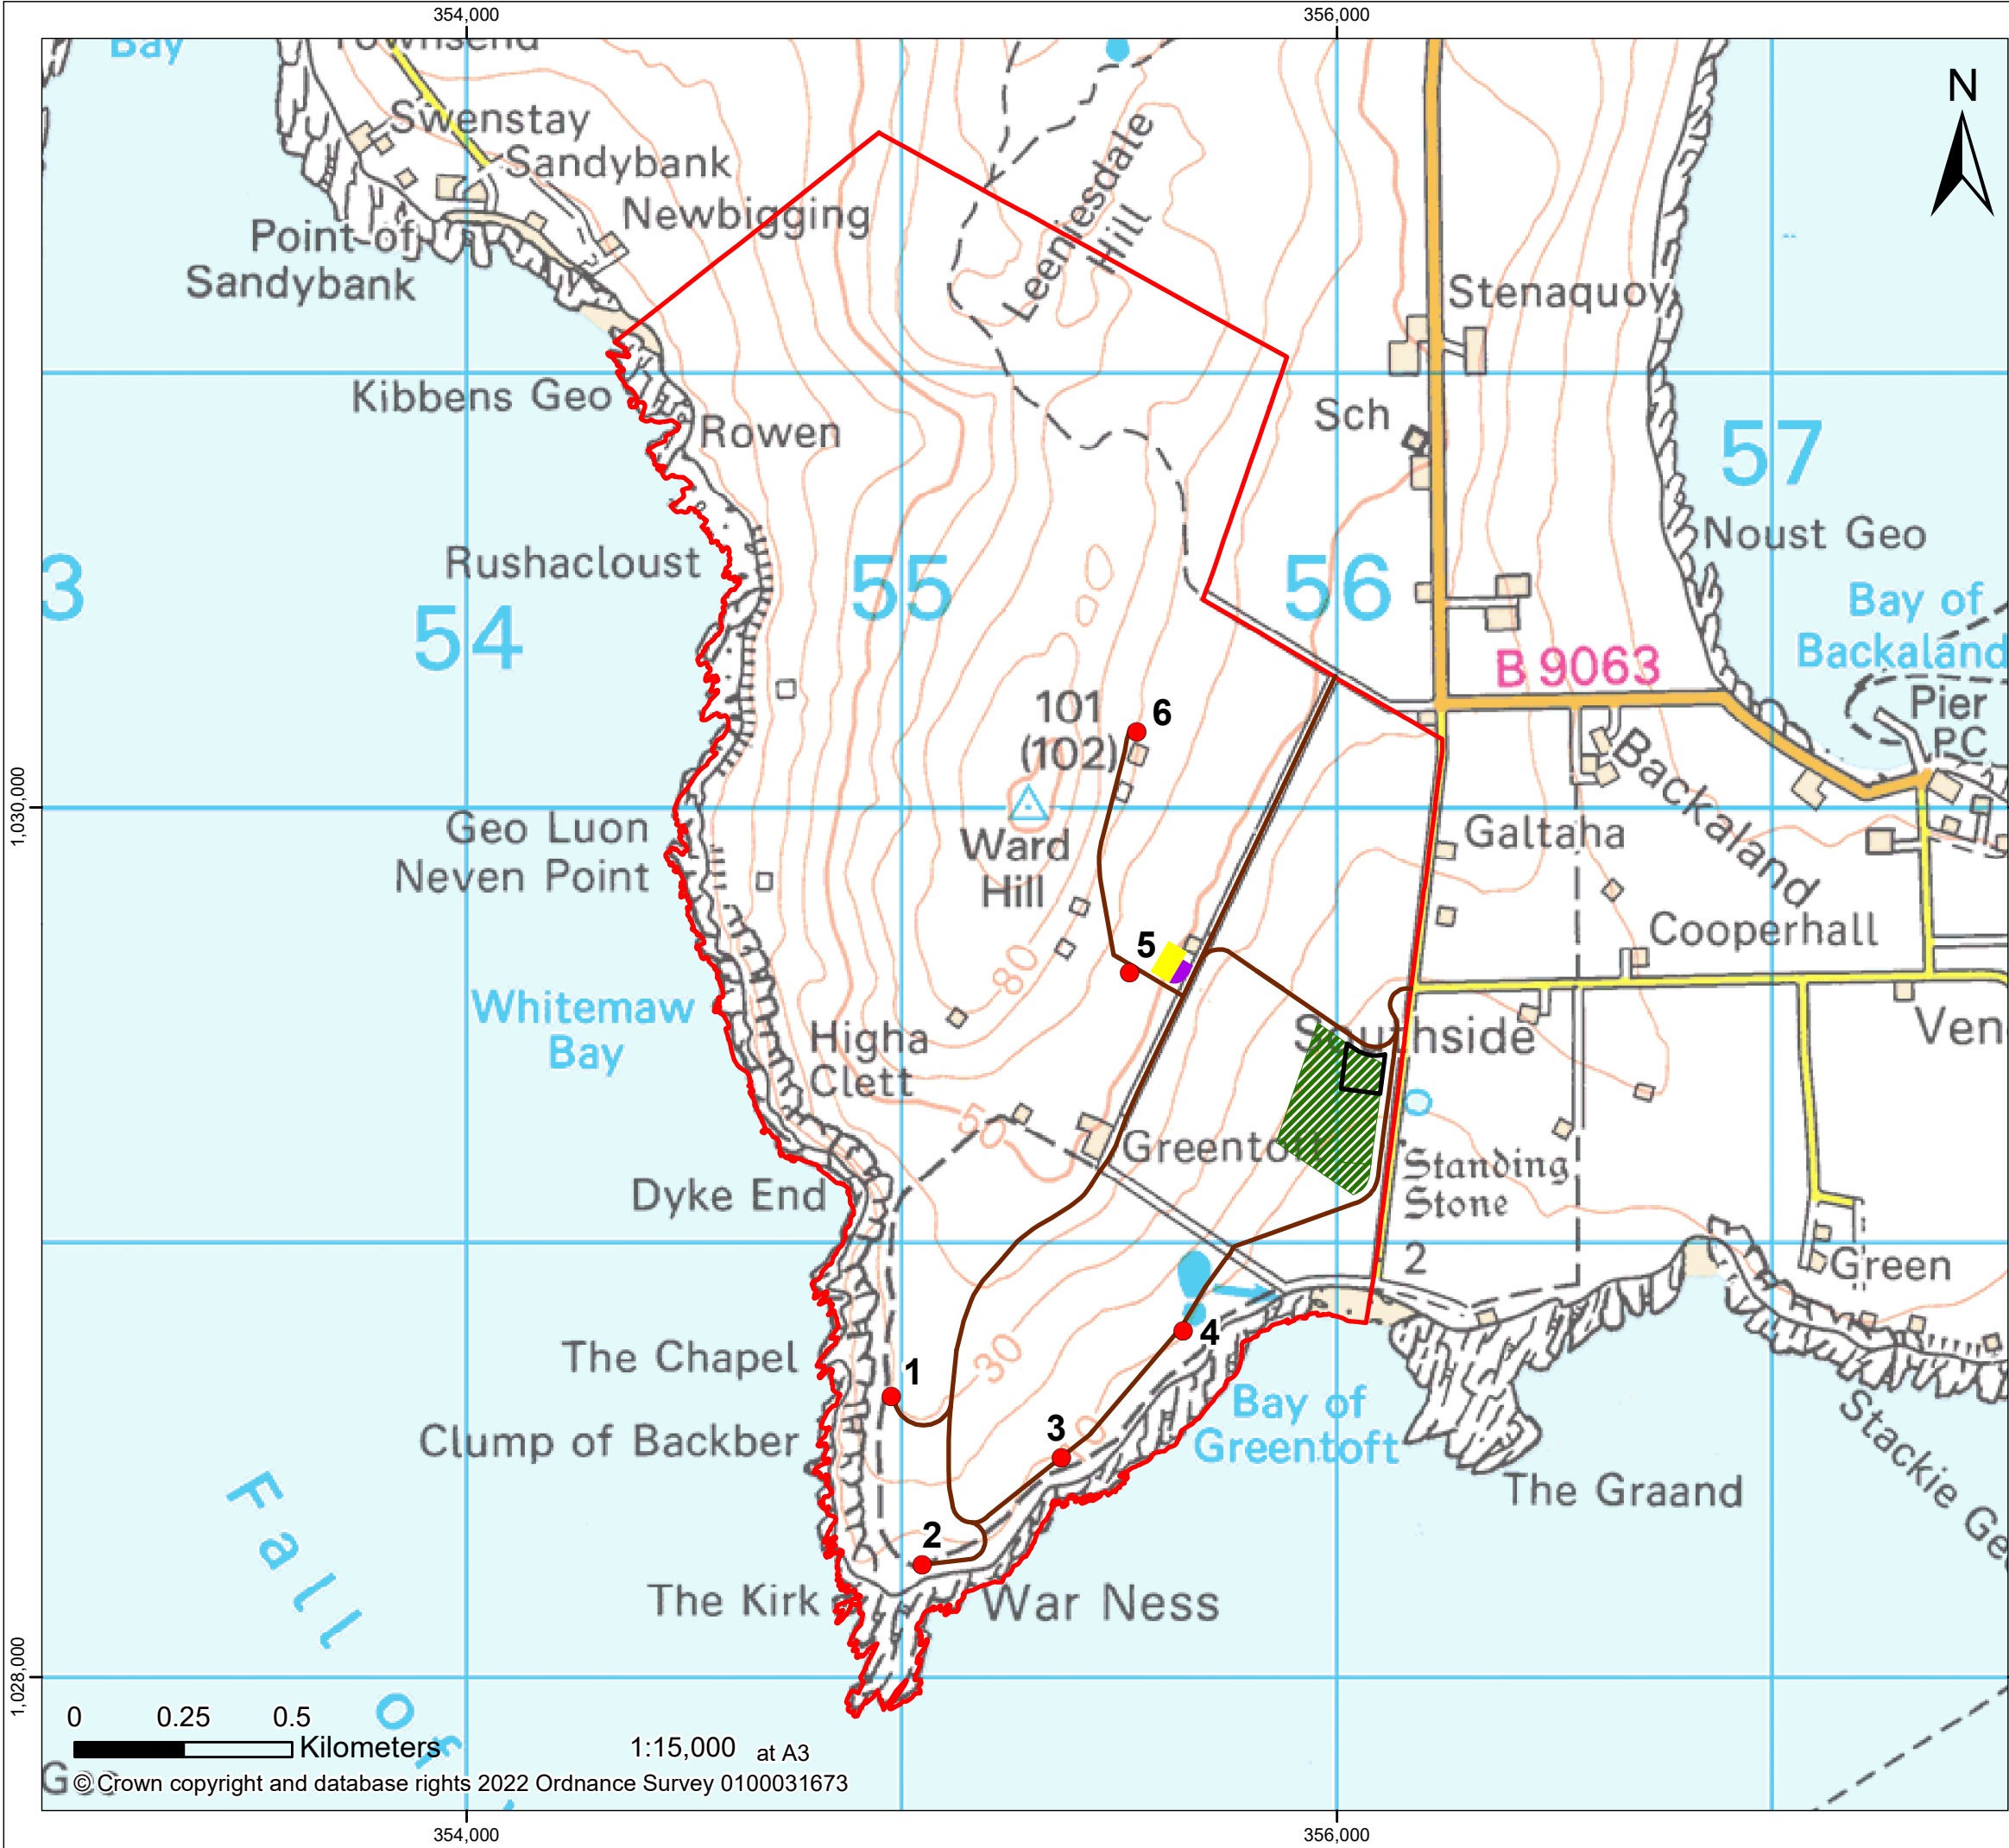 354,000
356,000
Bay
Townsend
N
Swenstay
Sandybank
Newbigging
Point of
Sandybank
Leeniesdale
Hill
Stenaquoy
Kibbens Geo
Rowen
Sch
57
Noust Geo
Rushacloust
3
54
55
56
Bay of
Backaland
B 9063
Pier
PC
101
(102)
6
Backaland
1,030,000
Geo Luon
Neven Point
Ward
Hill
Galtaha
Cooperhall
5
80
Whitemaw
Bay
Higha
Clett
Southside
Ven
50
Greentoft
Standing
Stone
Dyke End
2
Green
The Chapel
1
30
4
Bay of
Greentoft
Clump of Backber
3
The Graand
Stackie Geo
Fall
of
2
The Kirk
War Ness
1,028,000
0 0.25 0.5
Kilometers
1:15,000 at A3
© Crown copyright and database rights 2022 Ordnance Survey 0100031673
354,000
356,000